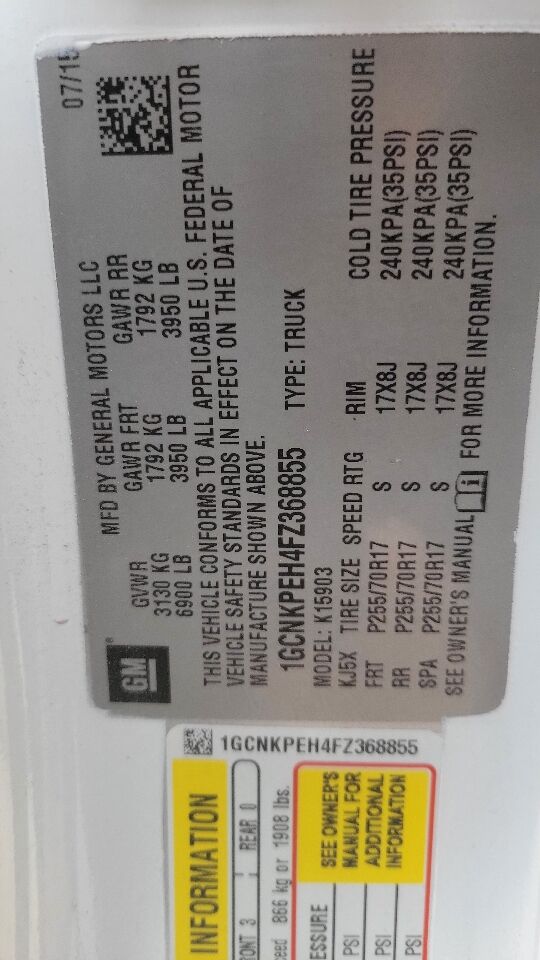 07/15
MFD BY GENERAL MOTORS LLC
GVWR GAWR FRT GAWR RR
3130 KG 1792 KG 1792 KG
6900 LB 3950 LB 3950 LB
GM
THIS VEHICLE CONFORMS TO ALL APPLICABLE U.S. FEDERAL MOTOR
VEHICLE SAFETY STANDARDS IN EFFECT ON THE DATE OF
MANUFACTURE SHOWN ABOVE.
1GCNKPEH4FZ368855 TYPE: TRUCK
MODEL: K15903
KJ5X TIRE SIZE SPEED RTG RIM COLD TIRE PRESSURE
FRT P255/70R17 S 17X8J 240KPA(35PSI)
RR P255/70R17 S 17X8J 240KPA(35PSI)
SPA P255/70R17 S 17X8J 240KPA(35PSI)
SEE OWNER'S MANUAL i FOR MORE INFORMATION.
1GCNKPEH4FZ368855
INFORMATION
3 REAR 0
866 kg or 1908 lbs.
SEE OWNER'S
MANUAL FOR
ADDITIONAL
INFORMATION
PSI
PSI
PSI